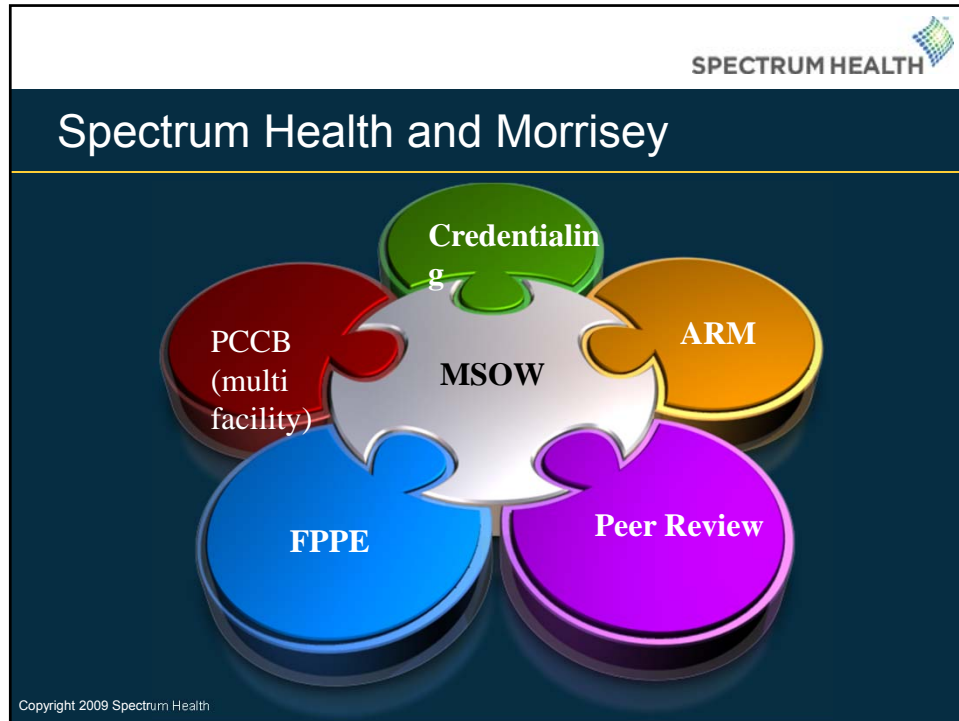 SPECTRUM HEALTH
Spectrum Health and Morrisey
Credentialin
g
PCCB
(multi
facility)
MSOW
ARM
FPPE
Peer Review
Copyright 2009 Spectrum Health